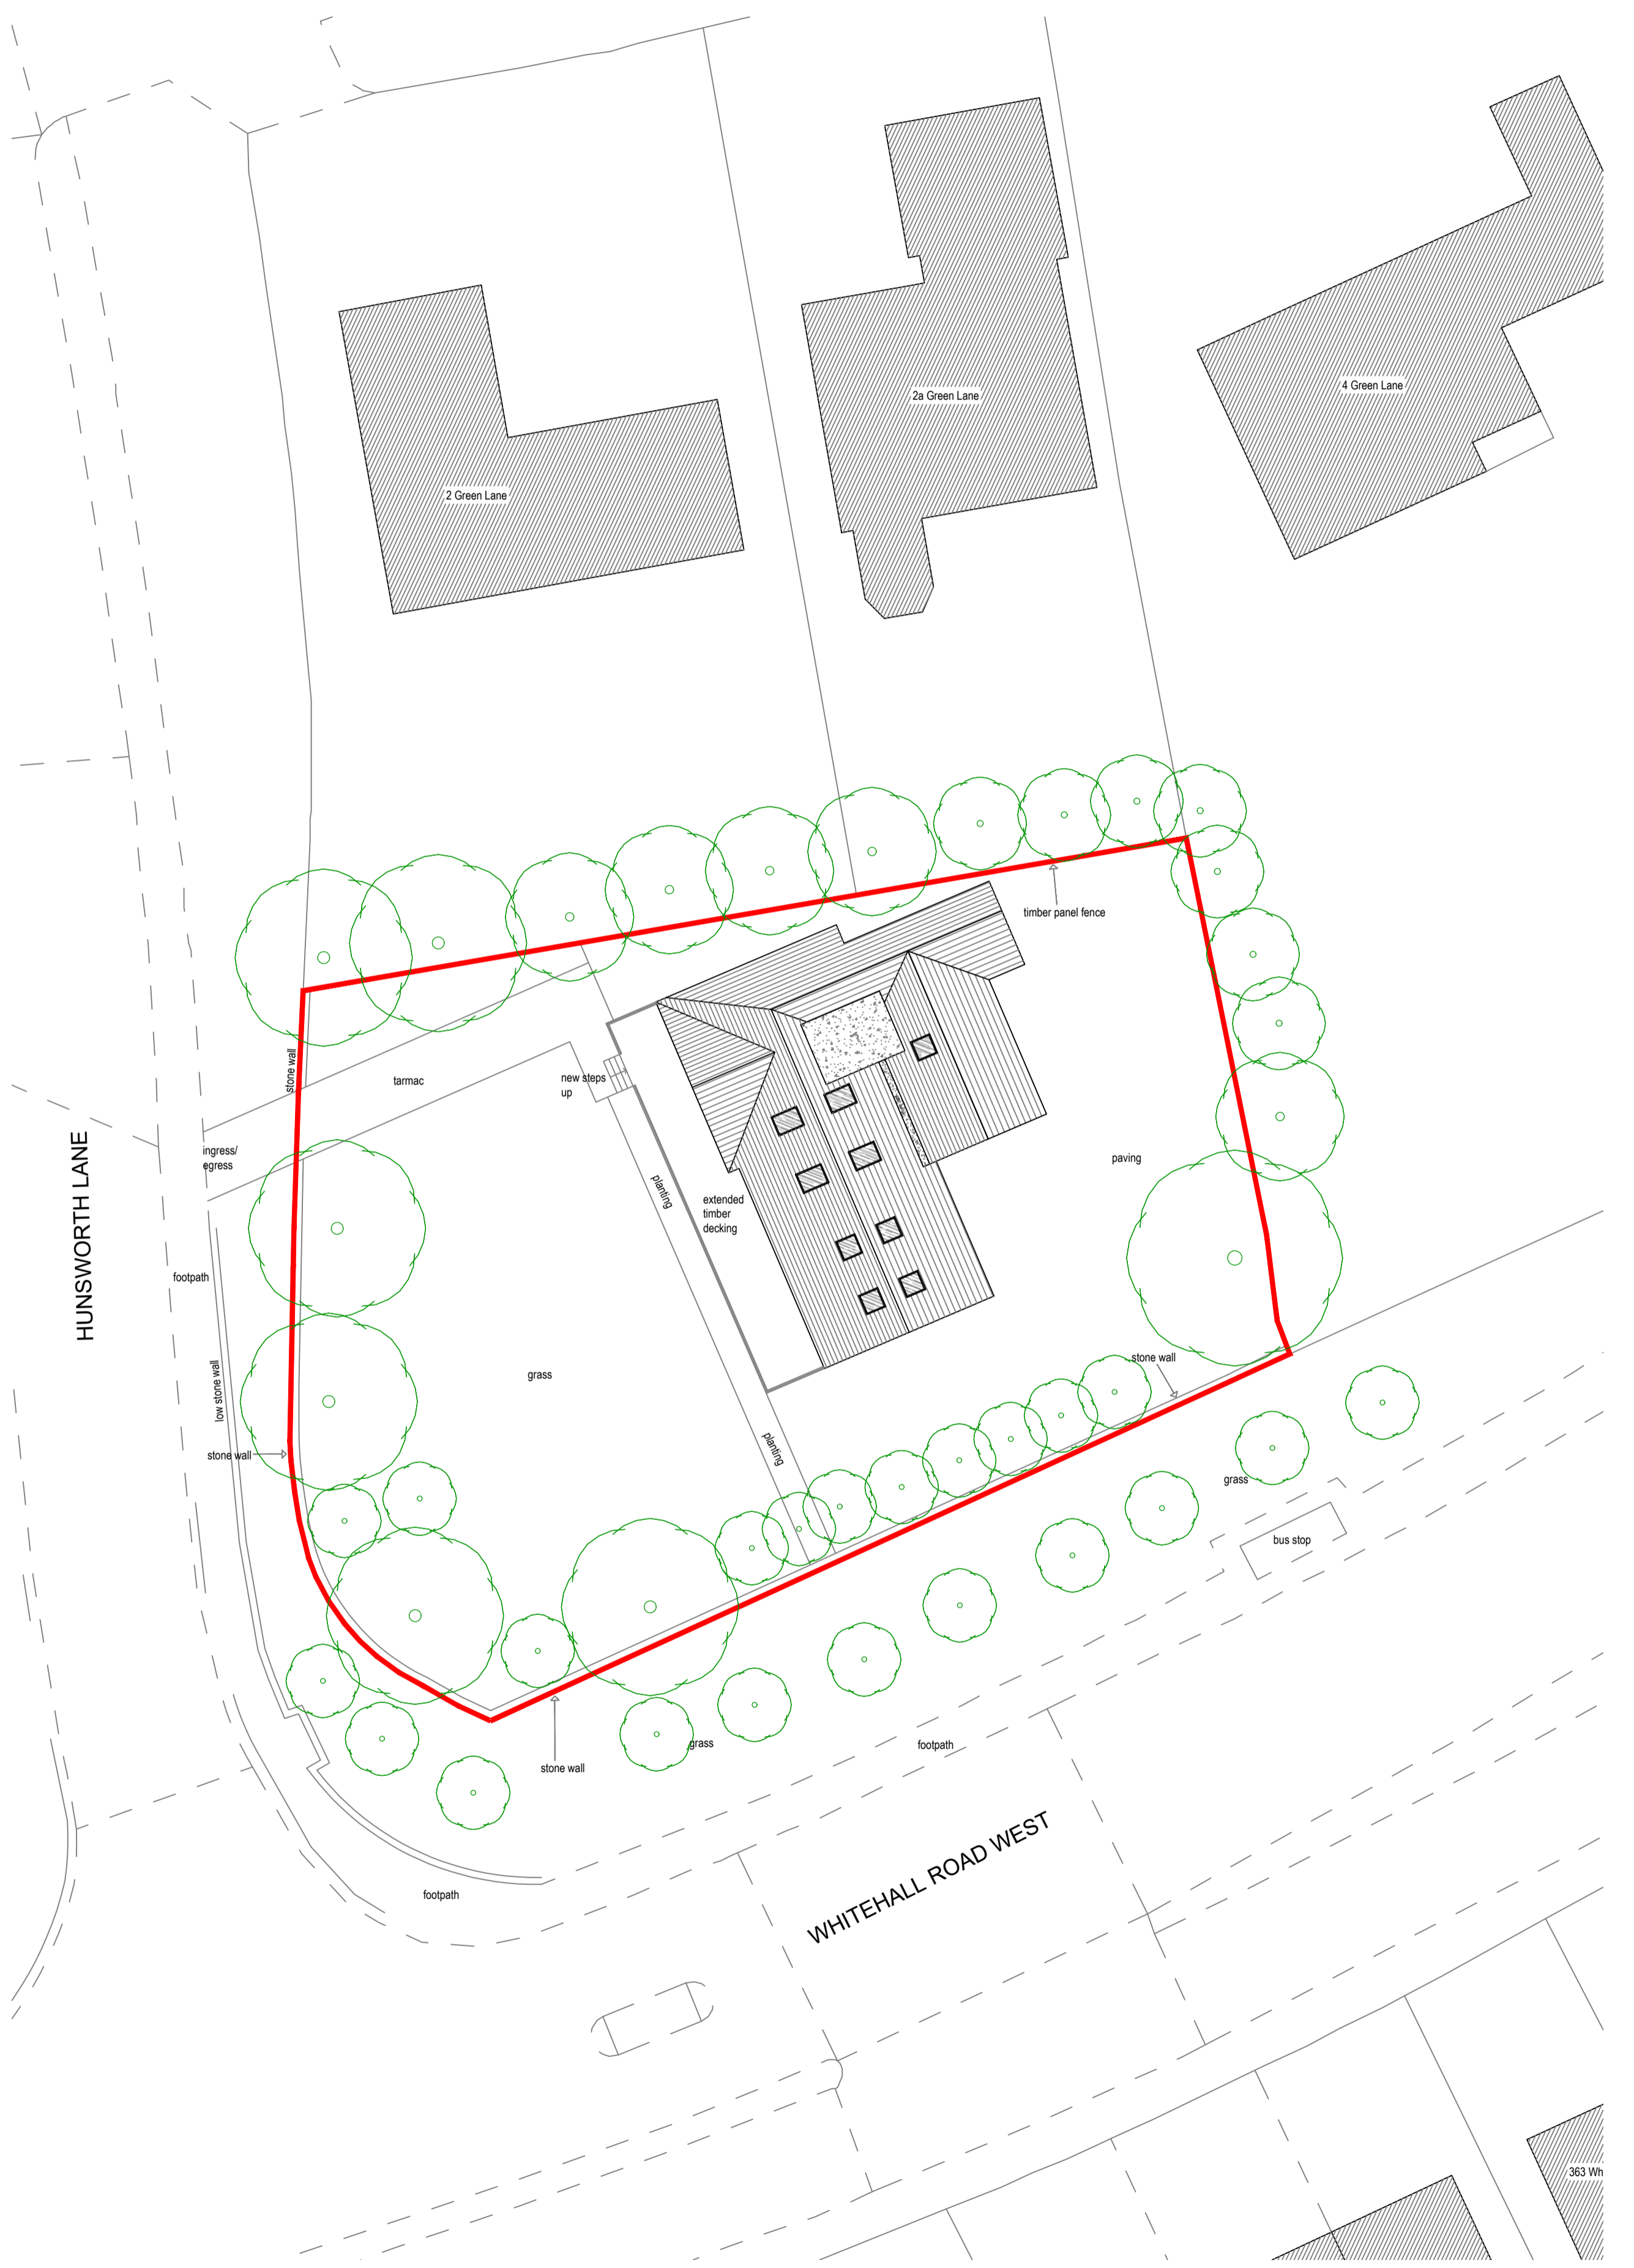 4 Green Lane
2a Green Lane
2 Green Lane
timber panel fence
stone wall
tarmac
new steps
up
ingress/
egress
paving
planting
extended
timber
decking
HUNSWORTH LANE
footpath
stone wall
grass
low stone wall
planting
stone wall
grass
bus stop
grass
footpath
stone wall
WHITEHALL ROAD WEST
footpath
363 Wh